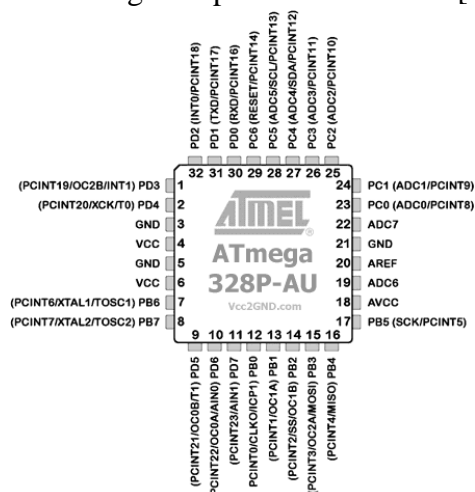 PD2 (INT0/PCINT18)
PD1 (TXD/PCINT17)
PD0 (RXD/PCINT16)
PC6 (RESET/PCINT14)
PC5 (ADC5/SCL/PCINT13)
PC4 (ADC4/SDA/PCINT12)
PC3 (ADC3/PCINT11)
PC2 (ADC2/PCINT10)
32 31 30 29 28 27 26 25
(PCINT19/OC2B/INT1) PD3 1
(PCINT20/XCK/T0) PD4 2
GND 3
VCC 4
GND 5
VCC 6
(PCINT6/XTAL1/TOSC1) PB6 7
(PCINT7/XTAL2/TOSC2) PB7 8
ATMEL
ATmega
328P-AU
Vcc2GND.com
24 PC1 (ADC1/PCINT9)
23 PC0 (ADC0/PCINT8)
22 ADC7
21 GND
20 AREF
19 ADC6
18 AVCC
17 PB5 (SCK/PCINT5)
9 10 11 12 13 14 15 16
(PCINT21/OC0B/T1) PD5
(PCINT22/OC0A/AIN0) PD6
(PCINT23/AIN1) PD7
PCINT0/CLKO/ICP1) PB0
(PCINT1/OC1A) PB1
(PCINT2/SS/OC1B) PB2
(PCINT3/OC2A/MOSI) PB3
(PCINT4/MISO) PB4